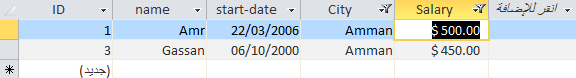 ID name start-date City Salary انقر للإضافة
1 Amr 22/03/2006 Amman $ 500.00
3 Gassan 06/10/2000 Amman $ 450.00
(جديد)